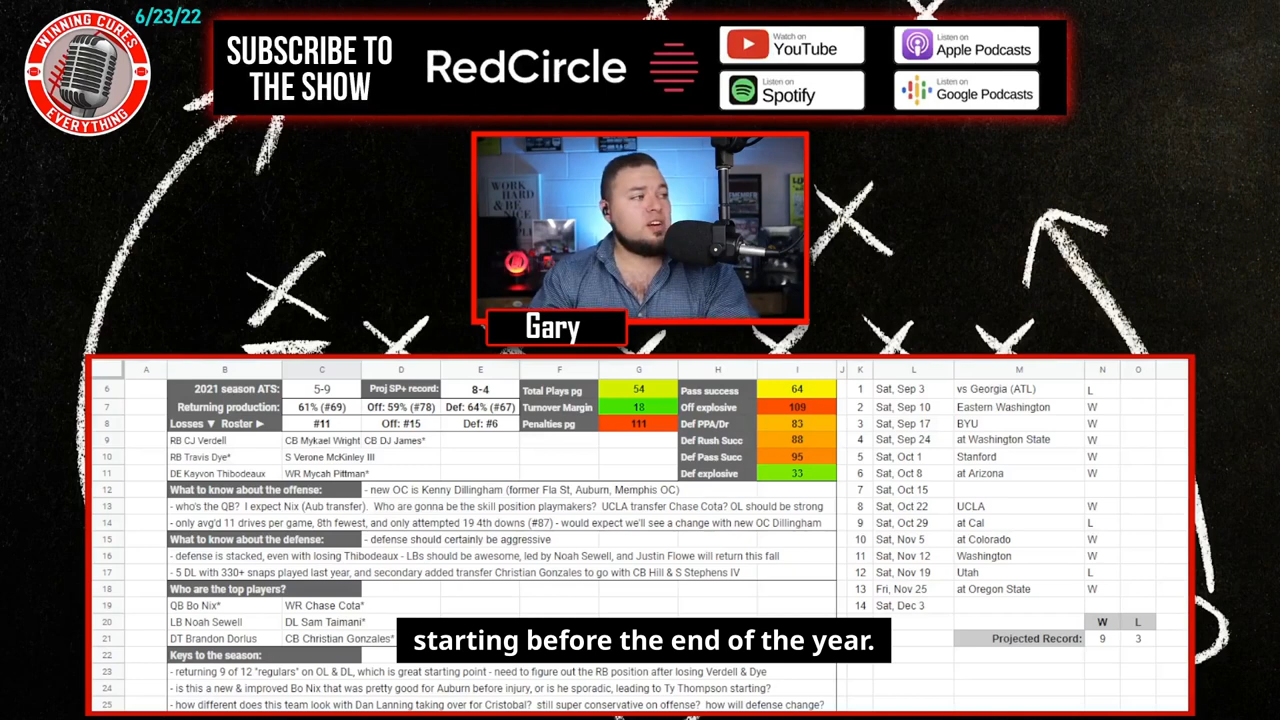 6/23/22
WINNING CURES
EVERYTHING
SUBSCRIBE TO
THE SHOW
RedCircle
Watch on
YouTube
Listen on
Spotify
Listen on
Apple Podcasts
Listen on
Google Podcasts
WORK
HARD
& BE
Gary
A B C D E F G H I J K L M N O
6 2021 season ATS: 5-9 Proj SP+ record: 8-4 Total Plays pg 54 Pass success 64 1 Sat, Sep 3 vs Georgia (ATL) L
7 Returning production: 61% (#69) Off: 59% (#78) Def: 64% (#67) Turnover Margin 18 Off explosive 109 2 Sat, Sep 10 Eastern Washington W
8 Losses ▼ Roster ► #11 Off: #15 Def: #6 Penalties pg 111 Def PPA/Dr 83 3 Sat, Sep 17 BYU W
9 RB CJ Verdell CB Mykael Wright CB DJ James* Def Rush Succ 88 4 Sat, Sep 24 at Washington State W
10 RB Travis Dye* S Verone McKinley III Def Pass Succ 95 5 Sat, Oct 1 Stanford W
11 DE Kayvon Thibodeaux WR Mycah Pittman* Def explosive 33 6 Sat, Oct 8 at Arizona W
12 What to know about the offense: - new OC is Kenny Dillingham (former Fla St, Auburn, Memphis OC) 7 Sat, Oct 15
13 - who's the QB? I expect Nix (Aub transfer). Who are gonna be the skill position playmakers? UCLA transfer Chase Cota? OL should be strong 8 Sat, Oct 22 UCLA W
14 - only avg'd 11 drives per game, 8th fewest, and only attempted 19 4th downs (#87) - would expect we'll see a change with new OC Dillingham 9 Sat, Oct 29 at Cal L
15 What to know about the defense: - defense should certainly be aggressive 10 Sat, Nov 5 at Colorado W
16 - defense is stacked, even with losing Thibodeaux - LBs should be awesome, led by Noah Sewell, and Justin Flowe will return this fall 11 Sat, Nov 12 Washington W
17 - 5 DL with 330+ snaps played last year, and secondary added transfer Christian Gonzales to go with CB Hill & S Stephens IV 12 Sat, Nov 19 Utah L
18 Who are the top players? 13 Fri, Nov 25 at Oregon State W
19 QB Bo Nix* WR Chase Cota* 14 Sat, Dec 3
20 LB Noah Sewell DL Sam Taimani* W L
21 DT Brandon Dorlus CB Christian Gonzales* Projected Record: 9 3
starting before the end of the year.
22 Keys to the season:
23 - returning 9 of 12 "regulars" on OL & DL, which is great starting point - need to figure out the RB position after losing Verdell & Dye
24 - is this a new & improved Bo Nix that was pretty good for Auburn before injury, or is he sporadic, leading to Ty Thompson starting?
25 - how different does this team look with Dan Lanning taking over for Cristobal? still super conservative on offense? how will defense change?